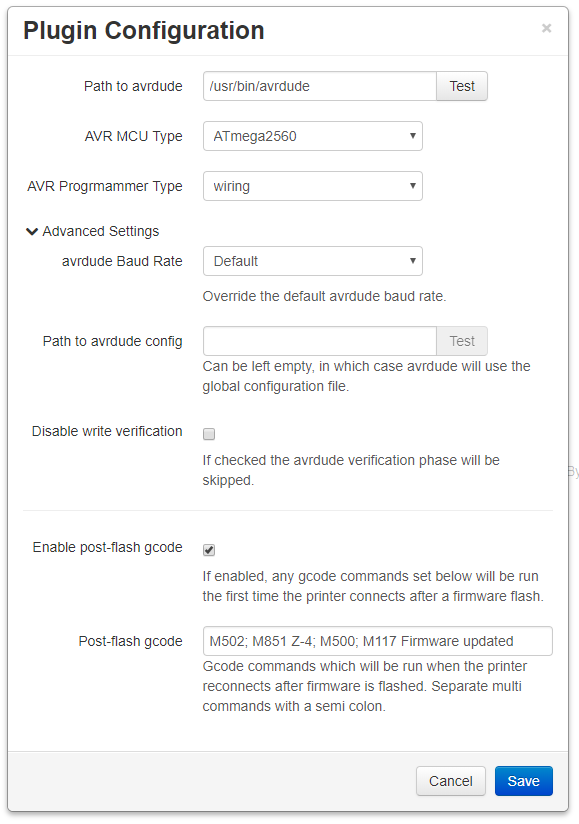 Plugin Configuration ×
Path to avrdude /usr/bin/avrdude Test
AVR MCU Type ATmega2560
AVR Progrmammer Type wiring
Advanced Settings
avrdude Baud Rate Default
Override the default avrdude baud rate.
Path to avrdude config Test
Can be left empty, in which case avrdude will use the
global configuration file.
Disable write verification
If checked the avrdude verification phase will be
skipped.
By
Enable post-flash gcode
If enabled, any gcode commands set below will be run
the first time the printer connects after a firmware flash.
Post-flash gcode M502; M851 Z-4; M500; M117 Firmware updated
Gcode commands which will be run when the printer
reconnects after firmware is flashed. Separate multi
commands with a semi colon.
Cancel Save